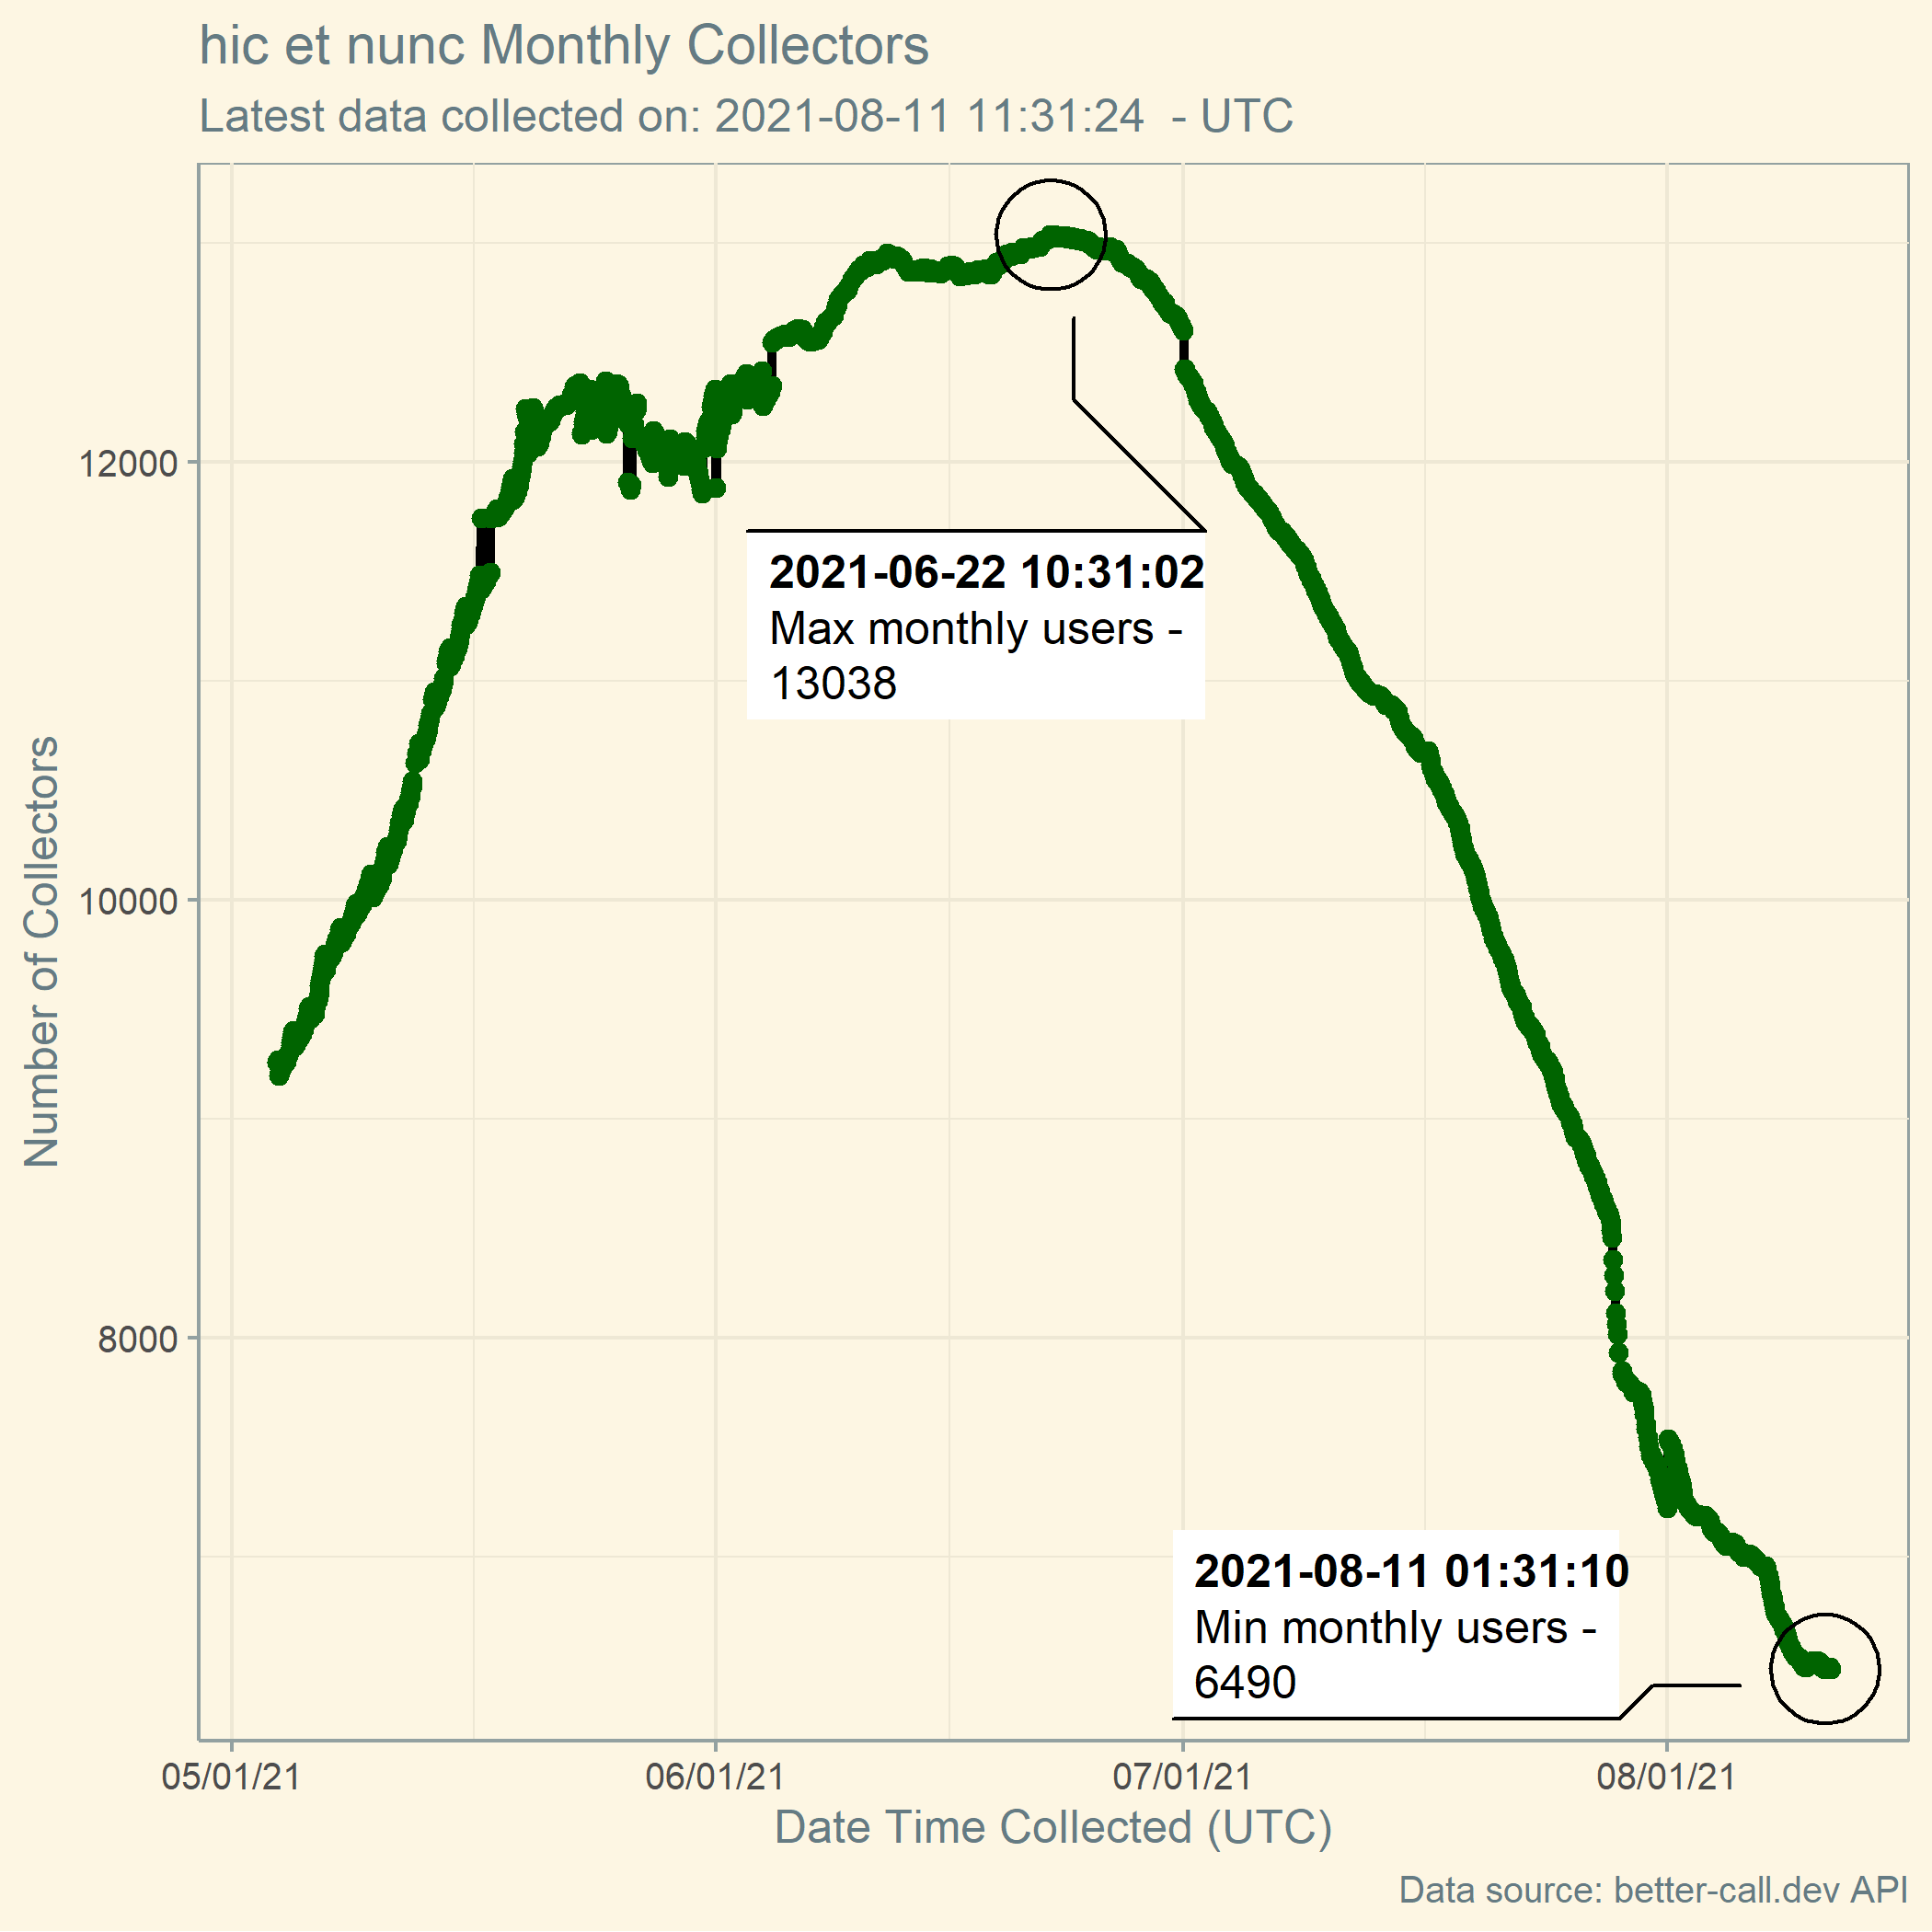 hic et nunc Monthly Collectors
Latest data collected on: 2021-08-11 11:31:24  - UTC
Number of Collectors
12000
10000
8000
2021-06-22 10:31:02
Max monthly users -
13038
2021-08-11 01:31:10
Min monthly users -
6490
05/01/21 06/01/21 07/01/21 08/01/21
Date Time Collected (UTC)
Data source: better-call.dev API